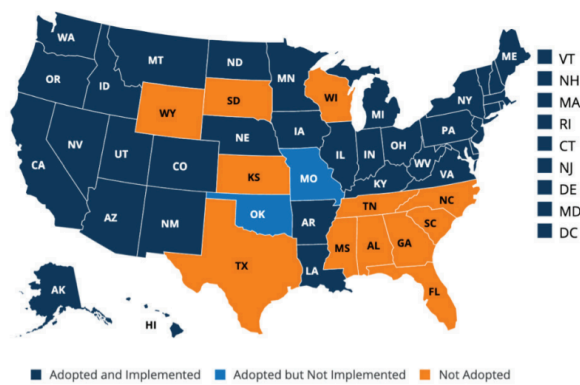 WA
OR
CA
NV
ID
MT
WY
UT
AZ
CO
NM
ND
SD
NE
KS
OK
TX
MN
IA
MO
AR
LA
WI
IL
IN
MI
OH
KY
TN
MS
AL
GA
FL
SC
NC
VA
WV
PA
NY
ME
AK
HI
VT
NH
MA
RI
CT
NJ
DE
MD
DC
Adopted and Implemented
Adopted but Not Implemented
Not Adopted